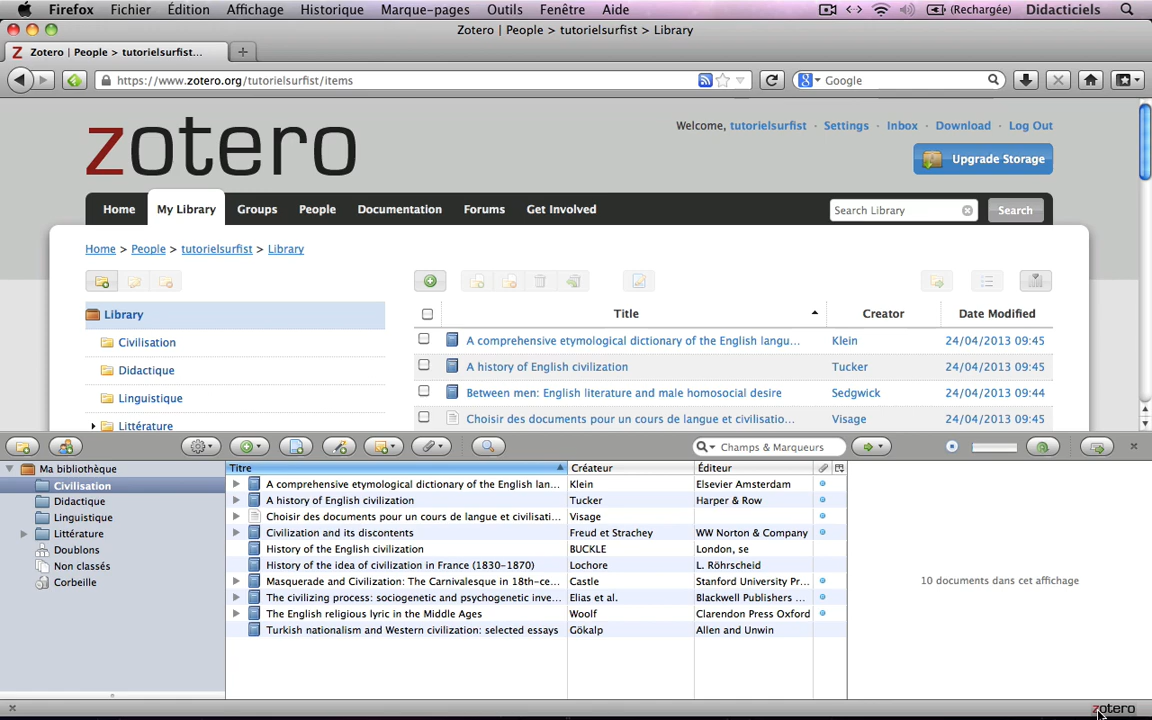 Firefox Fichier Édition Affichage Historique Marque-pages Outils Fenêtre Aide (Rechargée) Didacticiels
Zotero | People > tutorielsurfist > Library
Zotero | People > tutorielsurfist...
https://www.zotero.org/tutorielsurfist/items Google
zotero
Welcome, tutorielsurfist · Settings · Inbox · Download · Log Out
Upgrade Storage
Home My Library Groups People Documentation Forums Get Involved Search Library Search
Home > People > tutorielsurfist > Library
Library Title Creator Date Modified
Civilisation A comprehensive etymological dictionary of the English langu... Klein 24/04/2013 09:45
Didactique A history of English civilization Tucker 24/04/2013 09:45
Linguistique Between men: English literature and male homosocial desire Sedgwick 24/04/2013 09:44
Littérature Choisir des documents pour un cours de langue et civilisatio... Visage 24/04/2013 09:45
Champs & Marqueurs
Ma bibliothèque Titre Créateur Éditeur
Civilisation A comprehensive etymological dictionary of the English lan... Klein Elsevier Amsterdam
Didactique A history of English civilization Tucker Harper & Row
Linguistique Choisir des documents pour un cours de langue et civilisati... Visage
Littérature Civilization and its discontents Freud et Strachey WW Norton & Company
Doublons History of the English civilization BUCKLE London, se
Non classés History of the idea of civilization in France (1830-1870) Lochore L. Röhrscheid
Corbeille Masquerade and Civilization: The Carnivalesque in 18th-ce... Castle Stanford University Pr... 10 documents dans cet affichage
The civilizing process: sociogenetic and psychogenetic inve... Elias et al. Blackwell Publishers ...
The English religious lyric in the Middle Ages Woolf Clarendon Press Oxford
Turkish nationalism and Western civilization: selected essays Gökalp Allen and Unwin
zotero